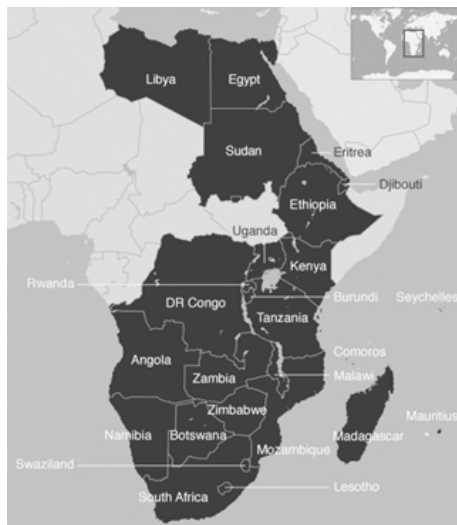 Libya
Egypt
Sudan
Eritrea
Djibouti
Ethiopia
Uganda
Kenya
Rwanda
DR Congo
Burundi
Seychelles
Tanzania
Comoros
Angola
Malawi
Zambia
Zimbabwe
Mauritius
Namibia
Botswana
Madagascar
Mozambique
Swaziland
Lesotho
South Africa